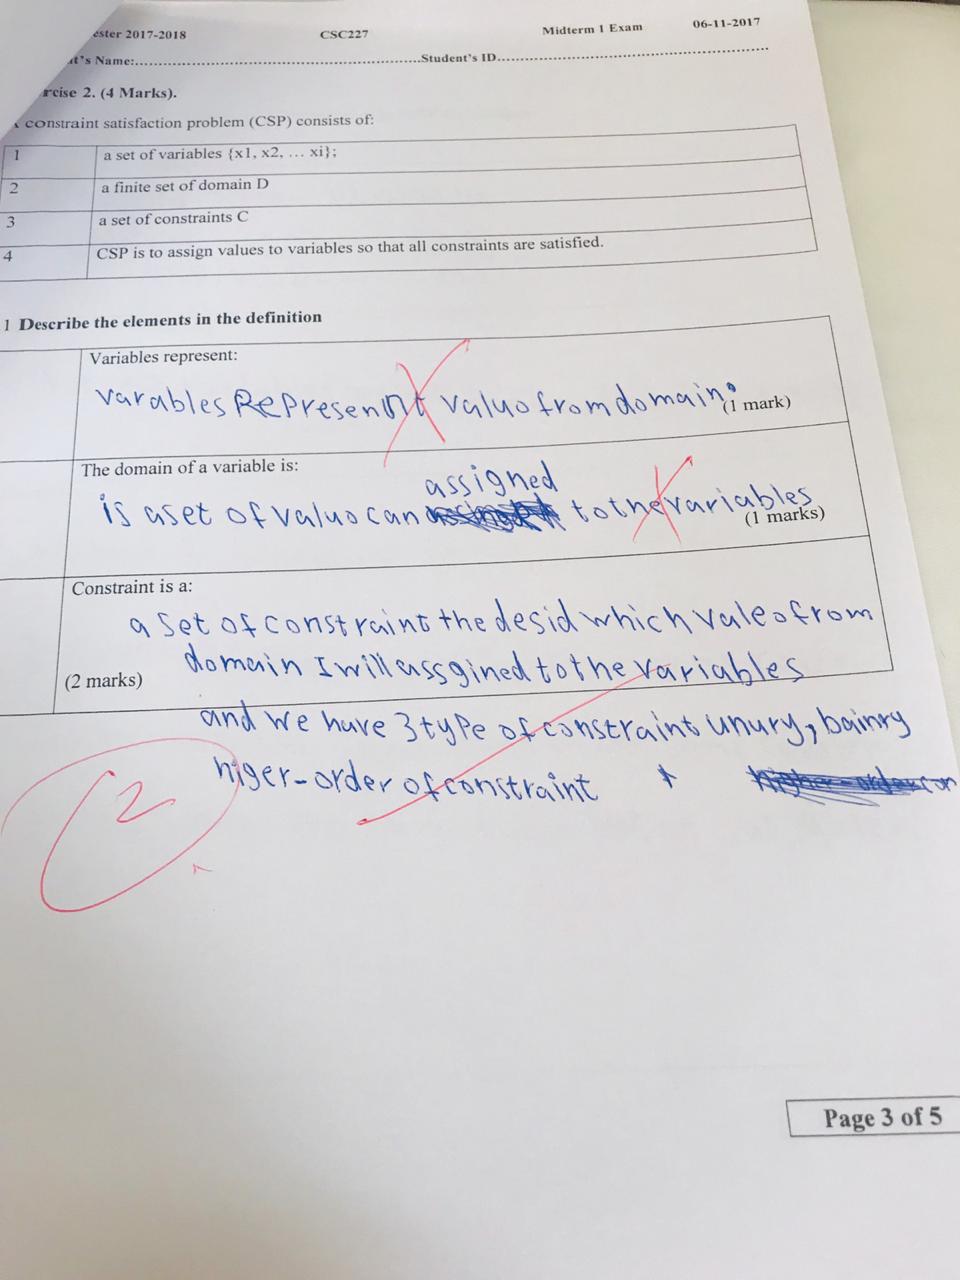 ester 2017-2018 CSC227 Midterm 1 Exam 06-11-2017
nt's Name:.......................................................Student's ID.....................................................
rcise 2. (4 Marks).
constraint satisfaction problem (CSP) consists of:
1 a set of variables {x1, x2, … xi};
2 a finite set of domain D
3 a set of constraints C
4 CSP is to assign values to variables so that all constraints are satisfied.
1 Describe the elements in the definition
Variables represent:
varables Represennt valuo from domain.
(1 mark)
The domain of a variable is:
assigned
is a set of valuo can to the variables
(1 marks)
Constraint is a:
a set of constraint the desid which valeo from
domain I will assgined to the variables
(2 marks)
and we have 3 type of constraint unury, bainry
higer-order of constraint
2
Page 3 of 5